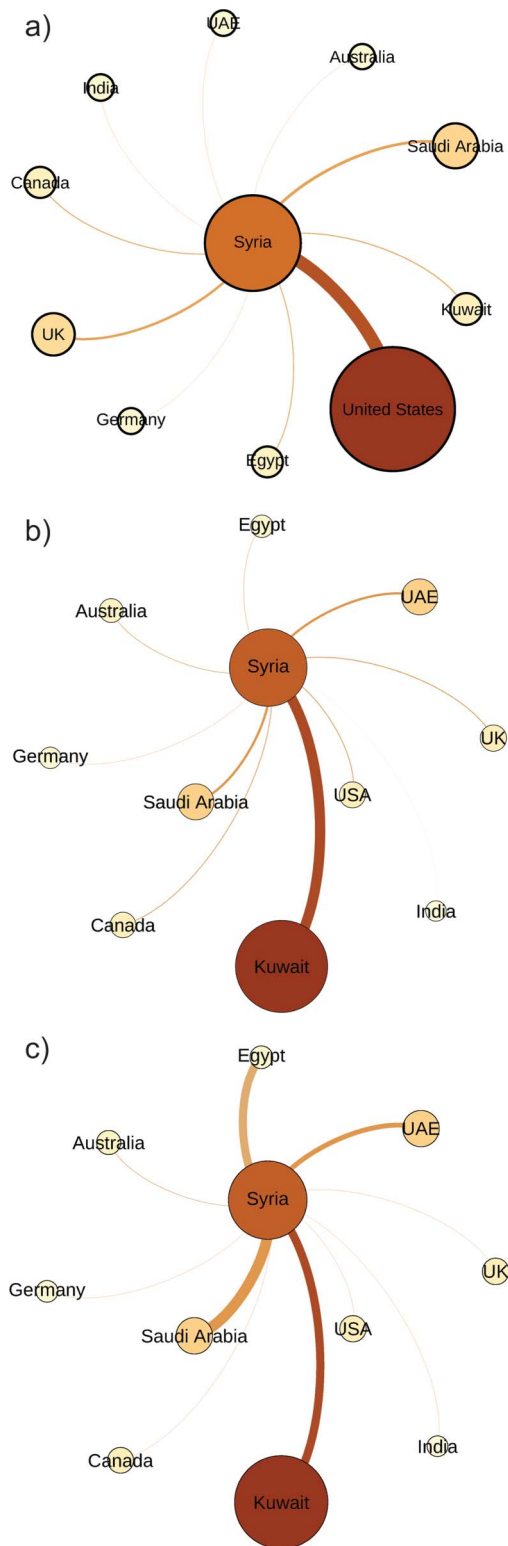 a)
UAE
Australia
India
Saudi Arabia
Canada
Syria
Kuwait
UK
United States
Germany
Egypt
b)
Egypt
UAE
Australia
Syria
UK
Germany
USA
Saudi Arabia
India
Canada
Kuwait
c)
Egypt
UAE
Australia
Syria
UK
Germany
USA
Saudi Arabia
India
Canada
Kuwait